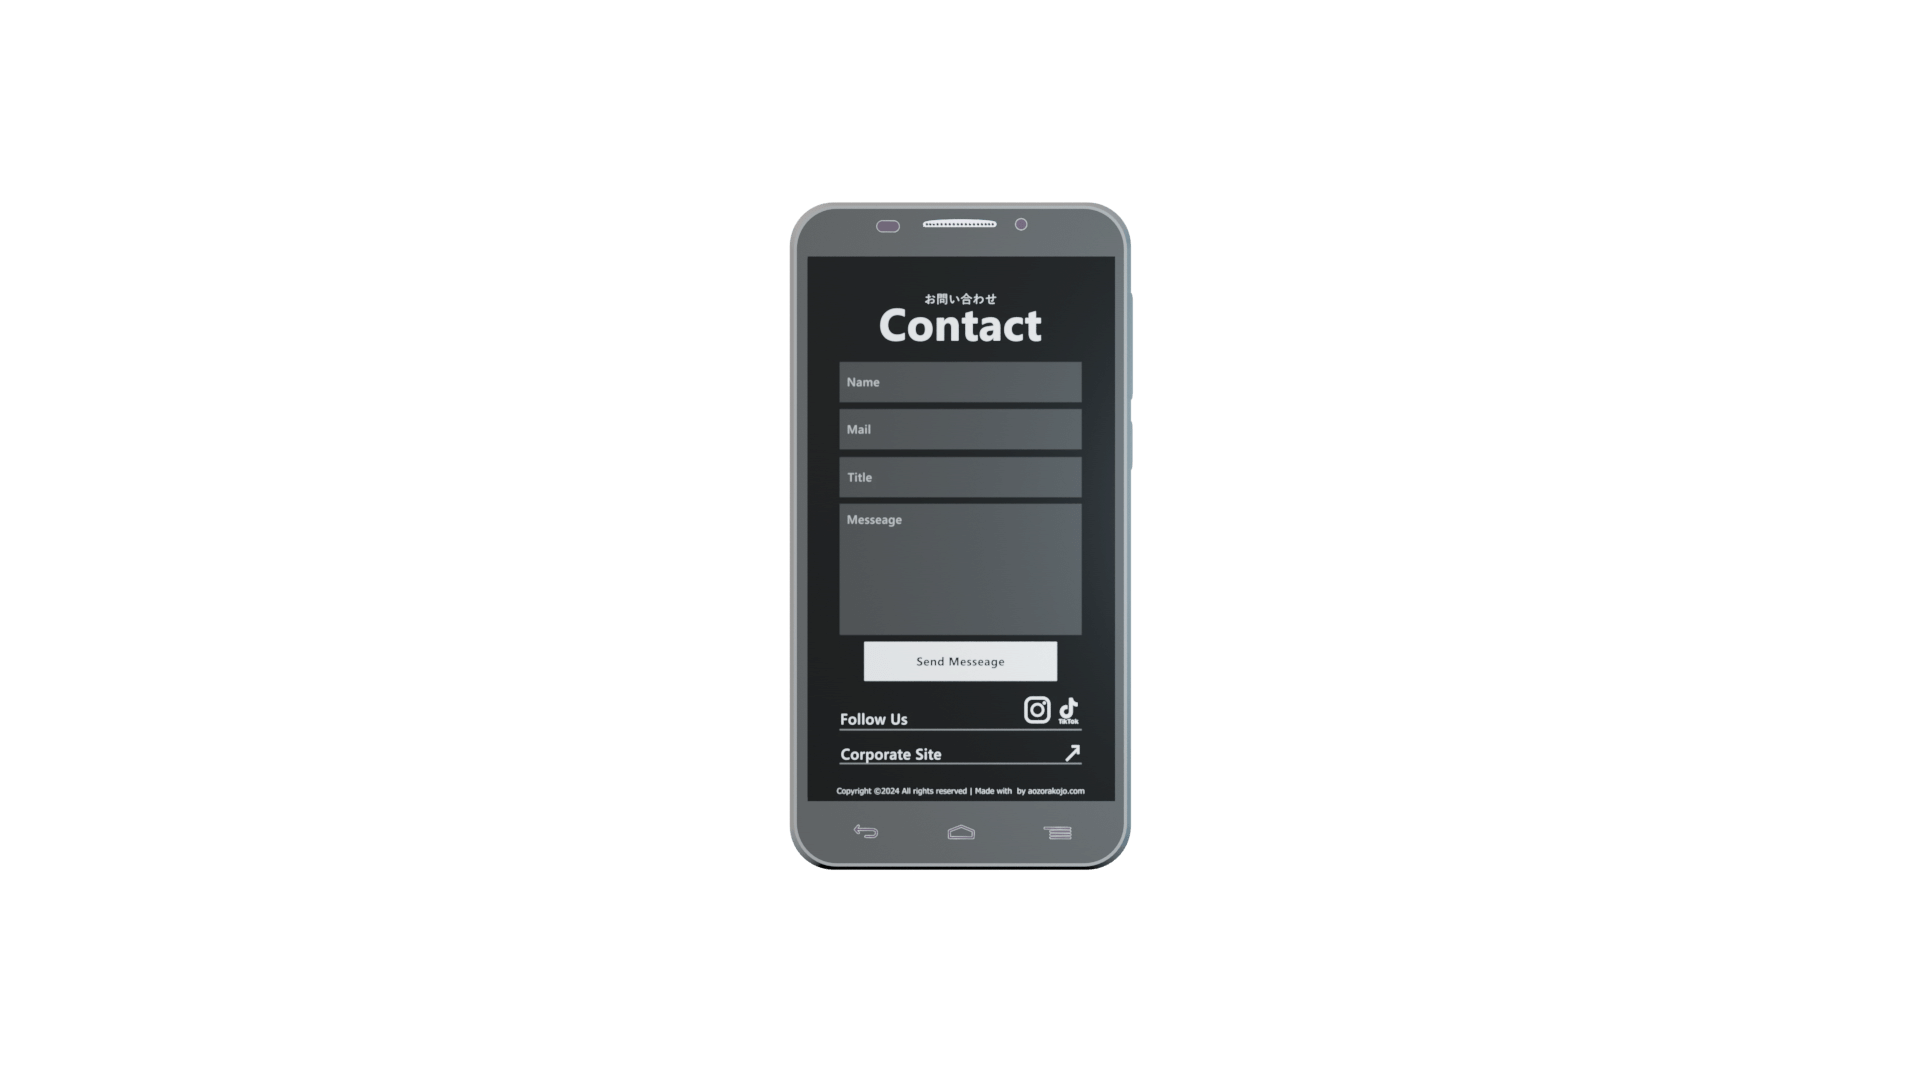 お問い合わせ
Contact
Name
Mail
Title
Messeage
Send Messeage
TikTok
Follow Us
Corporate Site
Copyright ©2024 All rights reserved | Made with by aozorakojo.com